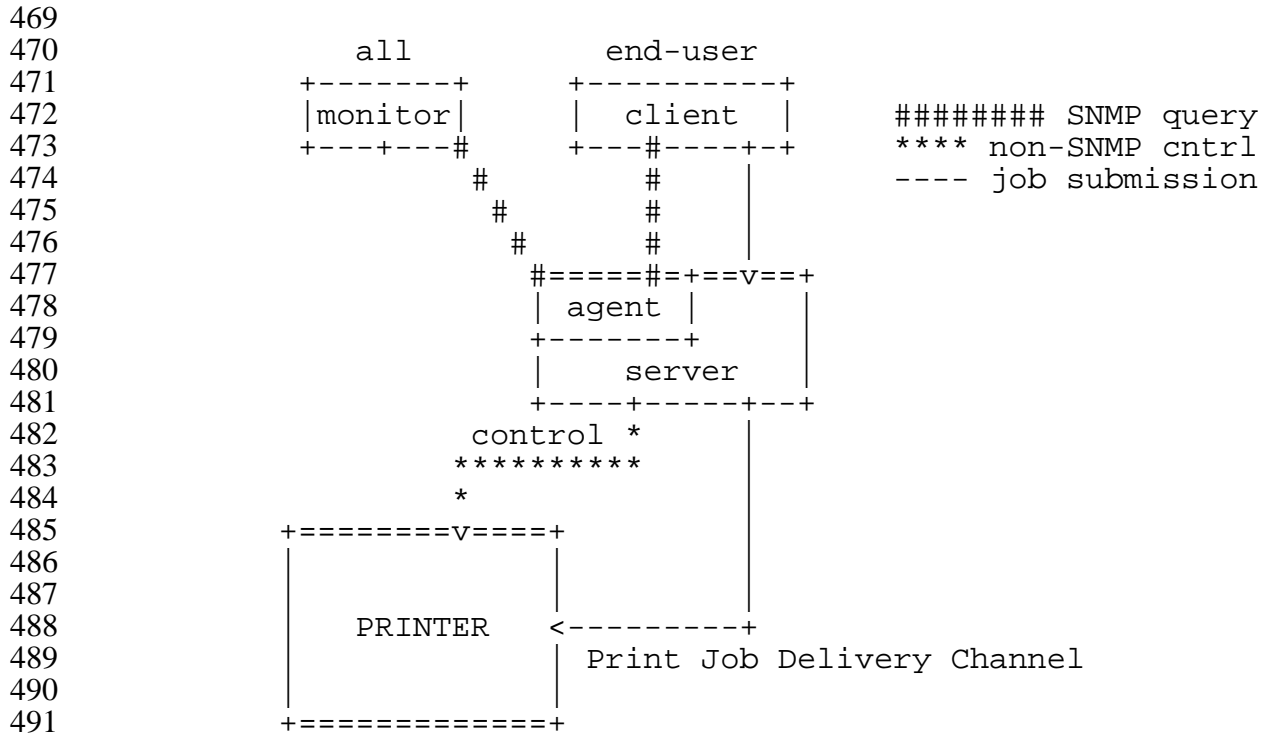 469
470                all          end-user
471             +-------+     +----------+
472             |monitor|     |  client  |     ######## SNMP query
473             +---+---#     +---#----+-+     **** non-SNMP cntrl
474                      #        #    |       ---- job submission
475                       #       #    |
476                        #      #    |
477                         #=====#=+==v==+
478                         | agent |     |
479                         +-------+     |
480                         |    server   |
481                         +----+-----+--+
482                      control *     |
483                     **********     |
484                     *              |
485            +========v====+         |
486            |             |         |
487            |             |         |
488            |   PRINTER   <---------+
489            |             | Print Job Delivery Channel
490            |             |
491            +=============+